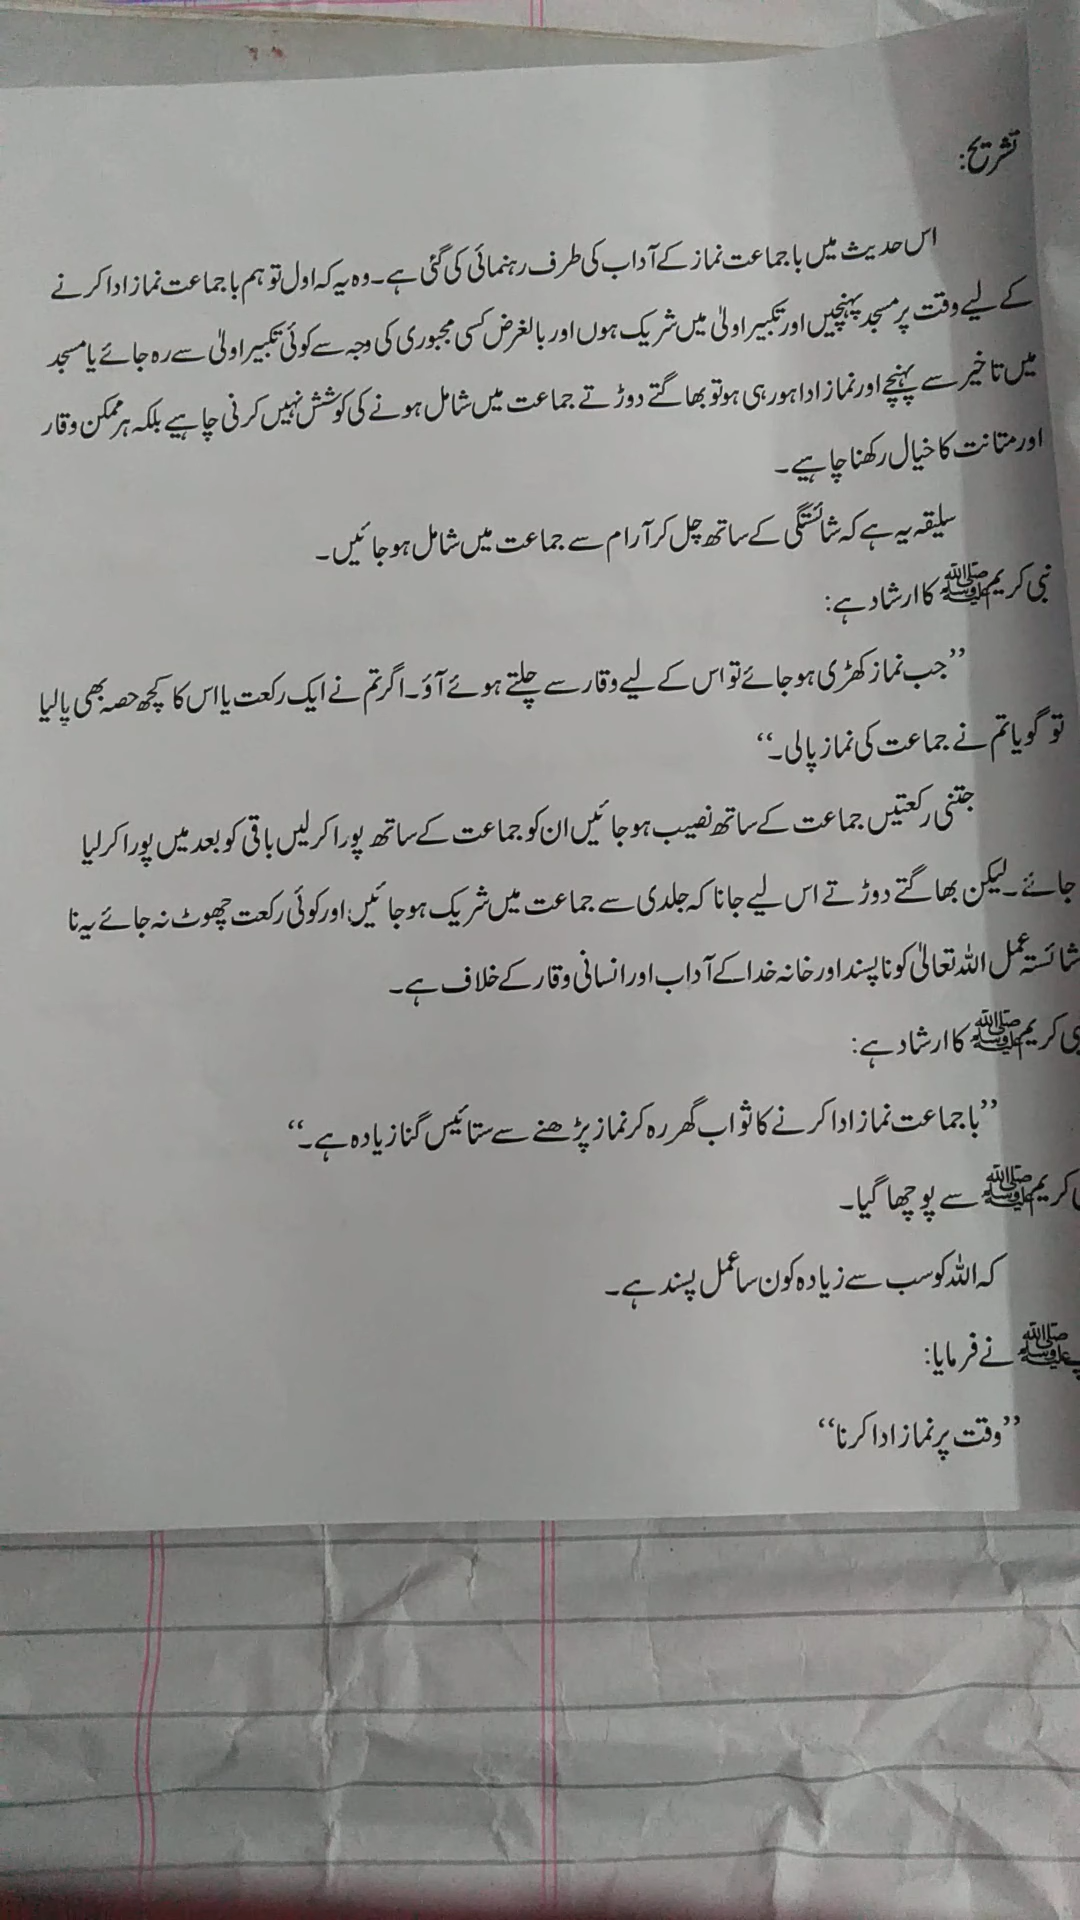 تشریح:
اس حدیث میں باجماعت نماز کے آداب کی طرف رہنمائی کی گئی ہے۔ وہ یہ کہ اول تو ہم باجماعت نماز ادا کرنے
کے لیے وقت پر مسجد پہنچیں اور تکبیر اولیٰ میں شریک ہوں اور بالغرض کسی مجبوری کی وجہ سے کوئی تکبیر اولیٰ سے رہ جائے یا مسجد
میں تاخیر سے پہنچے اور نماز ادا ہو رہی ہو تو بھاگتے دوڑتے جماعت میں شامل ہونے کی کوشش نہیں کرنی چاہیے بلکہ ہر ممکن وقار
اور متانت کا خیال رکھنا چاہیے۔
سلیقہ یہ ہے کہ شائستگی کے ساتھ چل کر آرام سے جماعت میں شامل ہو جائیں۔
نبی کریم ﷺ کا ارشاد ہے:
”جب نماز کھڑی ہو جائے تو اس کے لیے وقار سے چلتے ہوئے آؤ۔ اگر تم نے ایک رکعت یا اس کا کچھ حصہ بھی پالیا
تو گویا تم نے جماعت کی نماز پالی۔“
جتنی رکعتیں جماعت کے ساتھ نصیب ہو جائیں ان کو جماعت کے ساتھ پورا کر لیں باقی کو بعد میں پورا کر لیا
جائے۔ لیکن بھاگتے دوڑتے اس لیے جانا کہ جلدی سے جماعت میں شریک ہو جائیں اور کوئی رکعت چھوٹ نہ جائے یہ نا
شائستہ عمل اللہ تعالیٰ کو ناپسند اور خانہ خدا کے آداب اور انسانی وقار کے خلاف ہے۔
نبی کریم ﷺ کا ارشاد ہے:
”باجماعت نماز ادا کرنے کا ثواب گھر رہ کر نماز پڑھنے سے ستائیس گنا زیادہ ہے۔“
کریم ﷺ سے پوچھا گیا۔
کہ اللہ کو سب سے زیادہ کون سا عمل پسند ہے۔
ﷺ نے فرمایا:
”وقت پر نماز ادا کرنا“